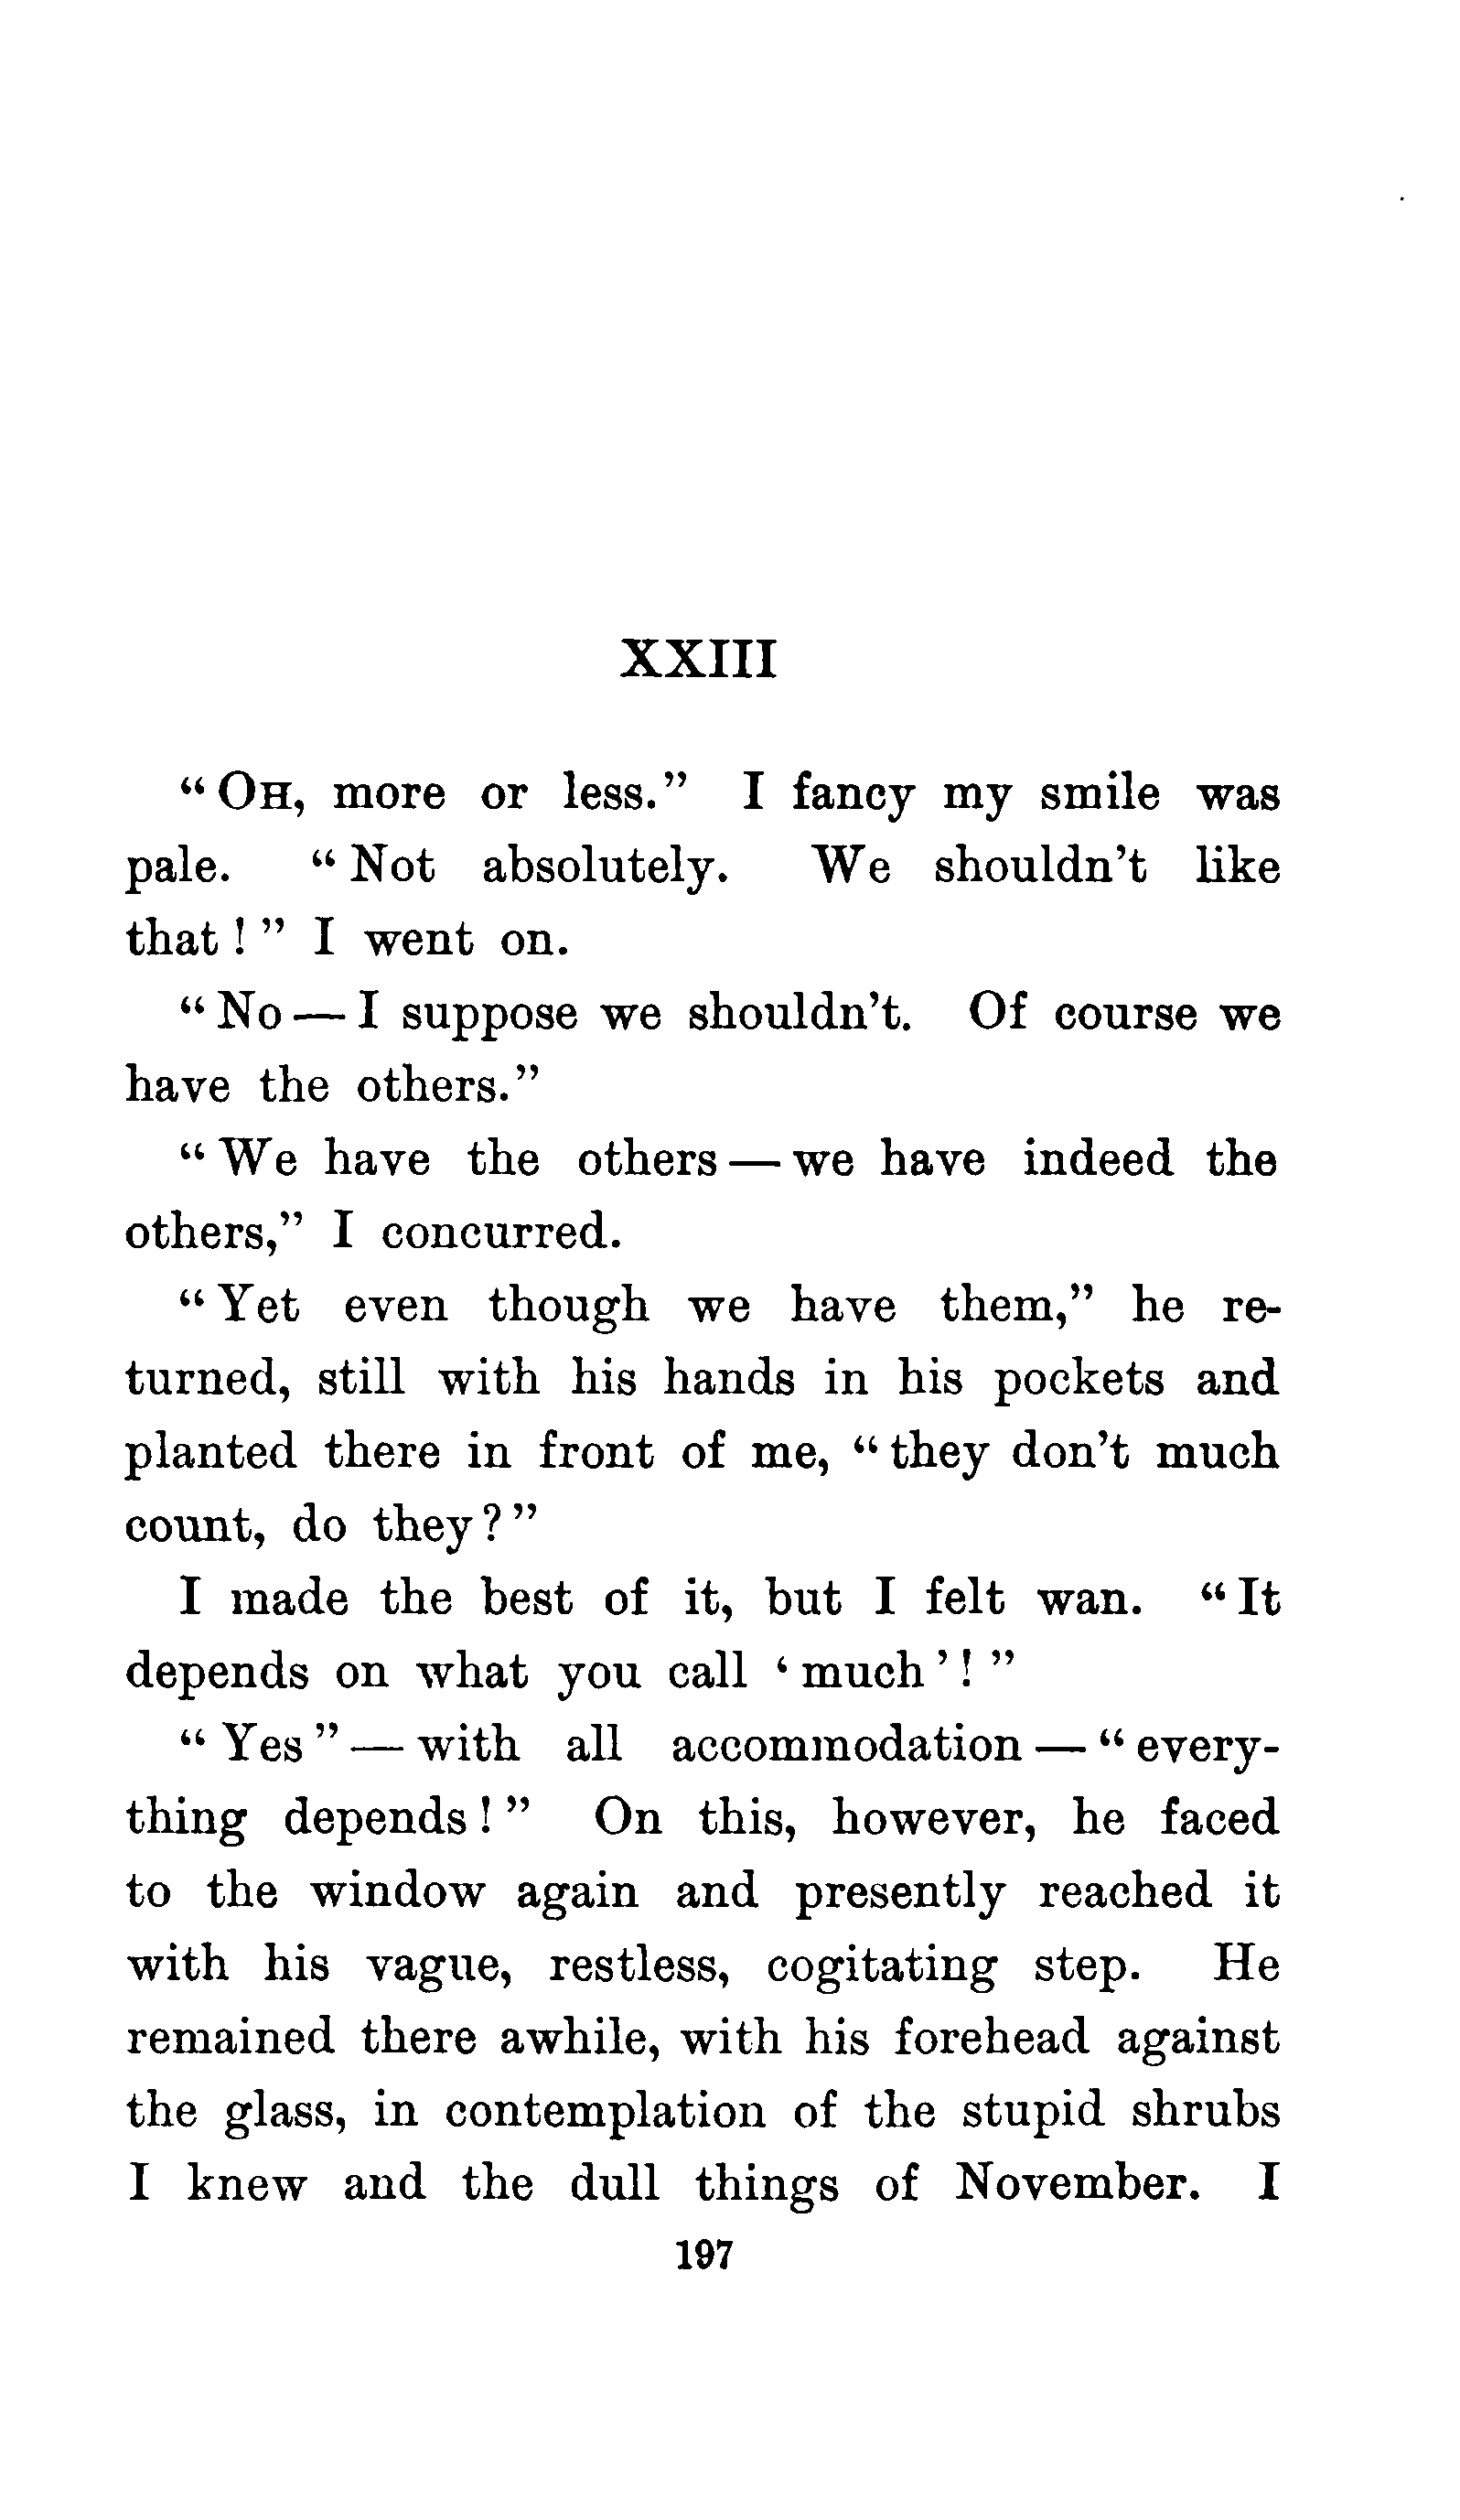 XXIII
“Oh, more or less.” I fancy my smile was
pale. “Not absolutely. We shouldn't like
that!” I went on.
“No—I suppose we shouldn't. Of course we
have the others.”
“We have the others—we have indeed the
others,” I concurred.
“Yet even though we have them,” he re-
turned, still with his hands in his pockets and
planted there in front of me, “they don't much
count, do they?”
I made the best of it, but I felt wan. “It
depends on what you call ‘much’!”
“Yes”—with all accommodation—“every-
thing depends!” On this, however, he faced
to the window again and presently reached it
with his vague, restless, cogitating step. He
remained there awhile, with his forehead against
the glass, in contemplation of the stupid shrubs
I knew and the dull things of November. I
197